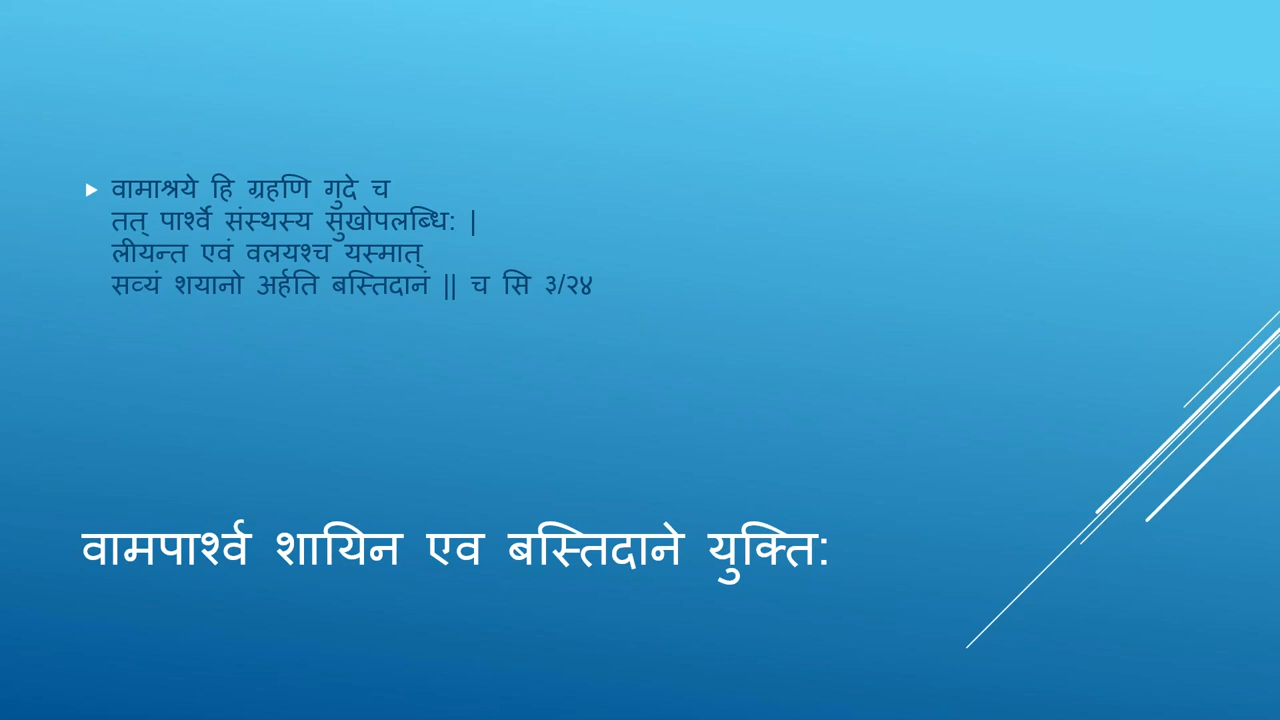 वामाश्रये हि ग्रहणि गुदे च
तत् पार्श्वे संस्थस्य सुखोपलब्धि: |
लीयन्त एवं वलयश्च यस्मात्
सव्यं शयानो अर्हति बस्तिदानं || च सि ३/२४
वामपार्श्व शायिन एव बस्तिदाने युक्ति: